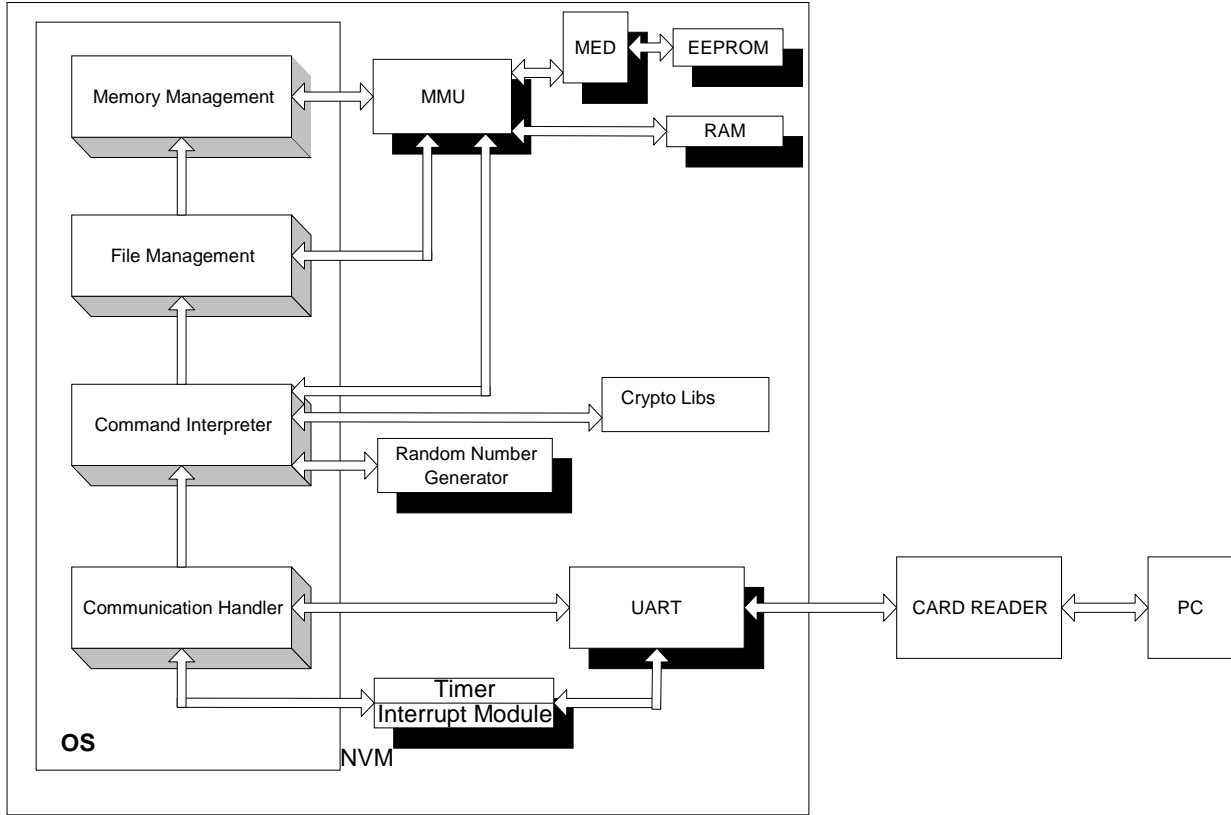 MED
EEPROM
Memory Management
MMU
RAM
File Management
Command Interpreter
Crypto Libs
Random Number
Generator
Communication Handler
UART
CARD READER
PC
Timer
Interrupt Module
OS
NVM